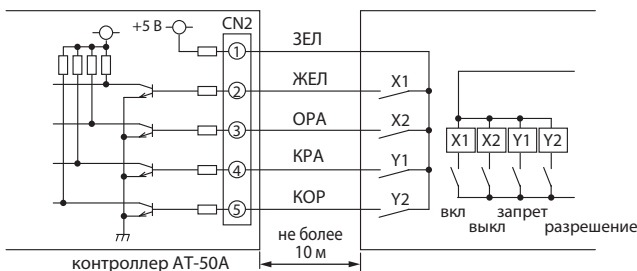 +5 В
CN2
1
ЗЕЛ
2
ЖЕЛ
X1
3
ОРА
X2
4
КРА
Y1
5
КОР
Y2
X1 X2 Y1 Y2
вкл
запрет
выкл
разрешение
не более
10 м
контроллер AT-50A